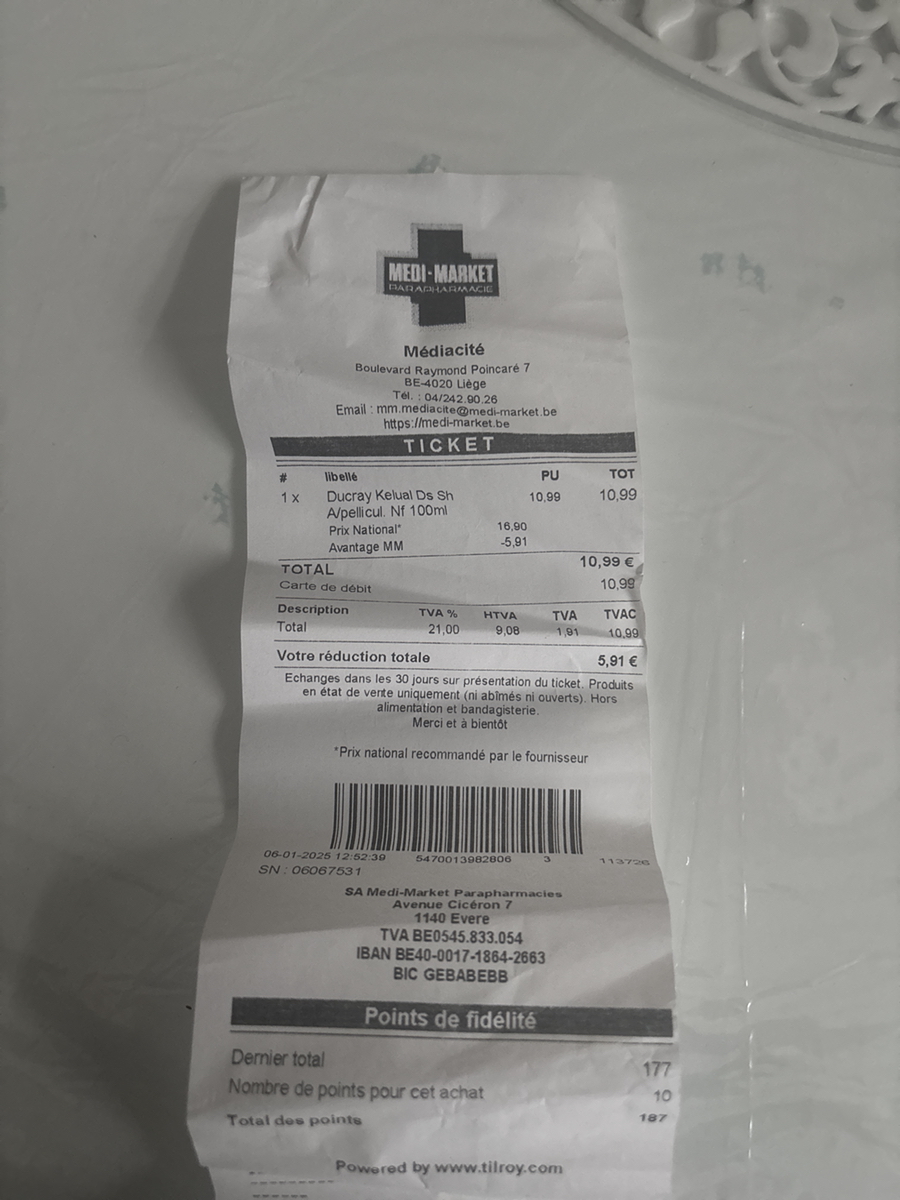 MEDI-MARKET
PARAPHARMACIE
Médiacité
Boulevard Raymond Poincaré 7
BE-4020 Liège
Tél. : 04/242.90.26
Email : mm.mediacite@medi-market.be
https://medi-market.be
TICKET
# libellé PU TOT
1 x Ducray Kelual Ds Sh 10,99 10,99
A/pellicul. Nf 100ml
Prix National* 16,90
Avantage MM -5,91
TOTAL 10,99 €
Carte de débit 10,99
Description TVA % HTVA TVA TVAC
Total 21,00 9,08 1,91 10,99
Votre réduction totale 5,91 €
Echanges dans les 30 jours sur présentation du ticket. Produits
en état de vente uniquement (ni abîmés ni ouverts). Hors
alimentation et bandagisterie.
Merci et à bientôt
*Prix national recommandé par le fournisseur
06-01-2025 12:52:39 5470013982806 3 113726
SN : 06067531
SA Medi-Market Parapharmacies
Avenue Cicéron 7
1140 Evere
TVA BE0545.833.054
IBAN BE40-0017-1864-2663
BIC GEBABEBB
Points de fidélité
Dernier total 177
Nombre de points pour cet achat 10
Total des points 187
Powered by www.tilroy.com